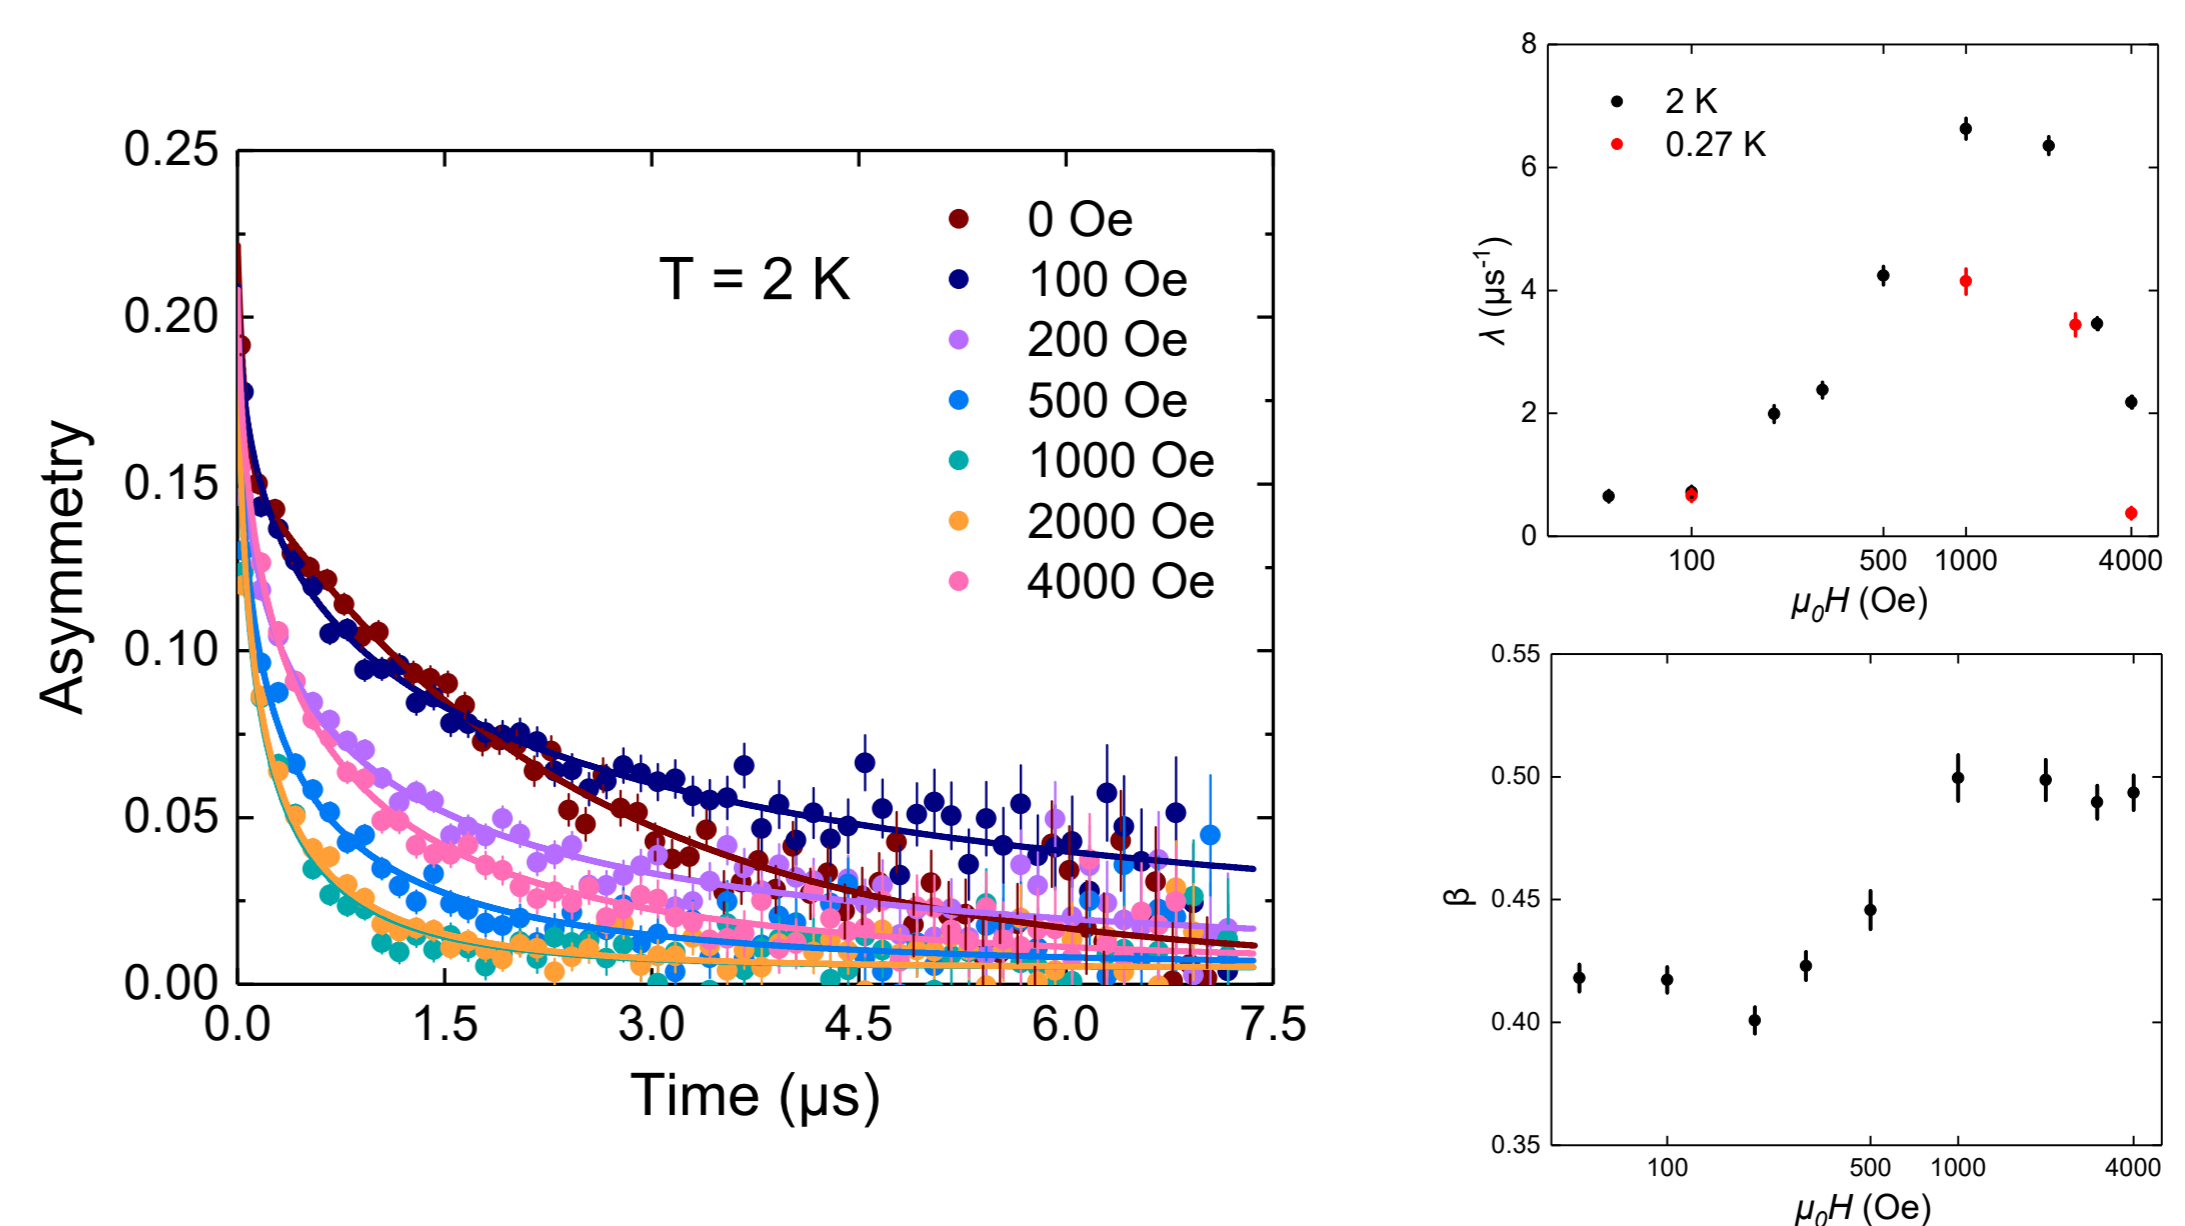 0.25
0.20
0.15
0.10
0.05
0.00
Asymmetry
T = 2 K
0 Oe
100 Oe
200 Oe
500 Oe
1000 Oe
2000 Oe
4000 Oe
0.0 1.5 3.0 4.5 6.0 7.5
Time (µs)
8
6
4
2
0
λ (µs⁻¹)
2 K
0.27 K
100 500 1000 4000
µ₀H (Oe)
0.55
0.50
0.45
0.40
0.35
β
100 500 1000 4000
µ₀H (Oe)